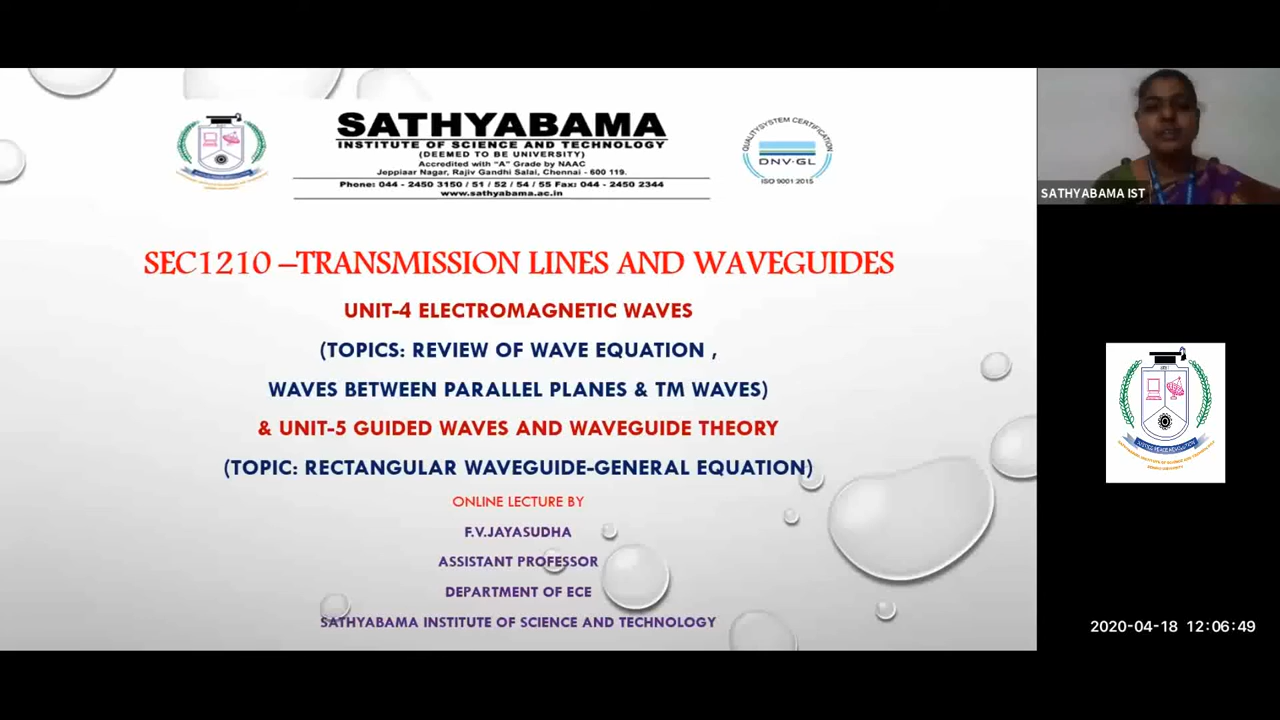 SATHYABAMA
INSTITUTE OF SCIENCE AND TECHNOLOGY
(DEEMED TO BE UNIVERSITY)
Accredited with "A" Grade by NAAC
Jeppiaar Nagar, Rajiv Gandhi Salai, Chennai - 600 119.
Phone: 044 - 2450 3150 / 51 / 52 / 54 / 55 Fax: 044 - 2450 2344
www.sathyabama.ac.in
QUALITY SYSTEM CERTIFICATION
DNV·GL
ISO 9001:2015
SATHYABAMA IST
SEC1210 –TRANSMISSION LINES AND WAVEGUIDES
UNIT-4 ELECTROMAGNETIC WAVES
(TOPICS: REVIEW OF WAVE EQUATION ,
WAVES BETWEEN PARALLEL PLANES & TM WAVES)
& UNIT-5 GUIDED WAVES AND WAVEGUIDE THEORY
(TOPIC: RECTANGULAR WAVEGUIDE-GENERAL EQUATION)
ONLINE LECTURE BY
F.V.JAYASUDHA
ASSISTANT PROFESSOR
DEPARTMENT OF ECE
SATHYABAMA INSTITUTE OF SCIENCE AND TECHNOLOGY
2020-04-18 12:06:49